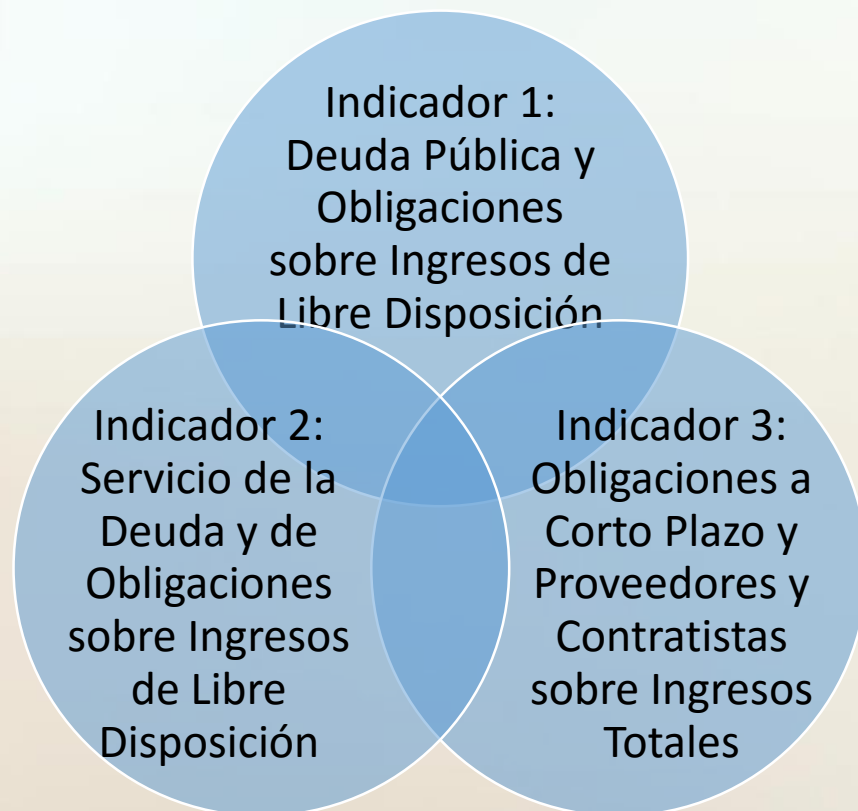 Indicador 1:
Deuda Pública y
Obligaciones
sobre Ingresos de
Libre Disposición
Indicador 2:
Servicio de la
Deuda y de
Obligaciones
sobre Ingresos
de Libre
Disposición
Indicador 3:
Obligaciones a
Corto Plazo y
Proveedores y
Contratistas
sobre Ingresos
Totales